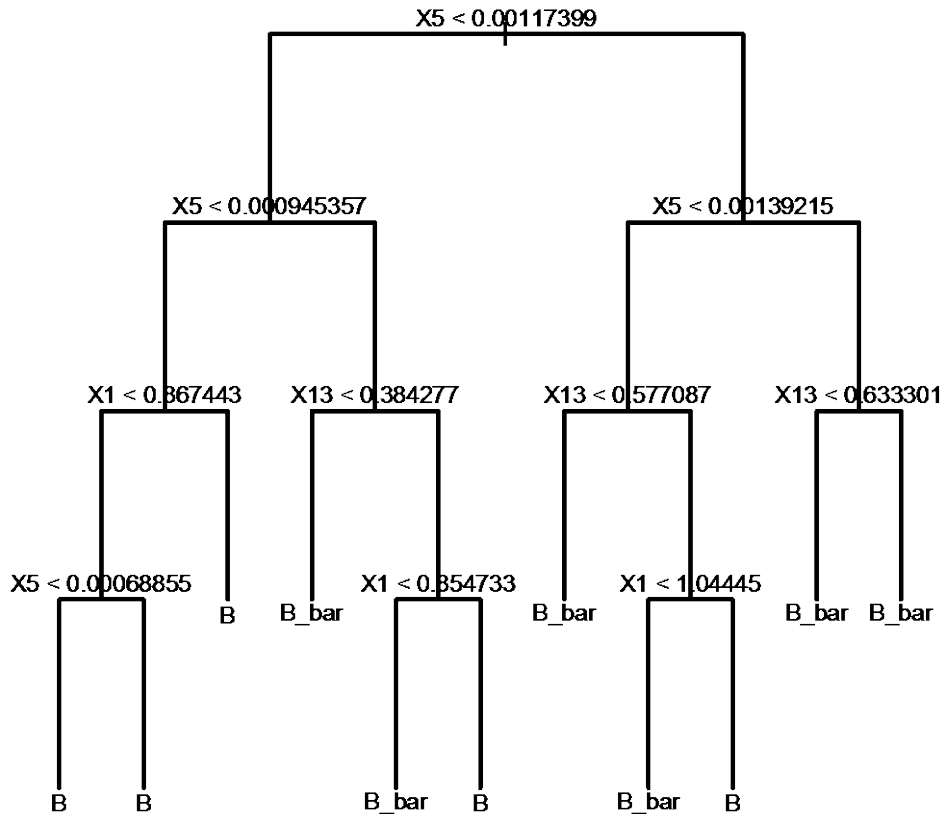 X5 < 0.00117399
X5 < 0.000945357
X5 < 0.00139215
X1 < 0.867443
X13 < 0.384277
X13 < 0.577087
X13 < 0.633301
X5 < 0.00068855
B
B_bar
X1 < 0.854733
B_bar
X1 < 1.04445
B_bar
B_bar
B
B
B_bar
B
B_bar
B